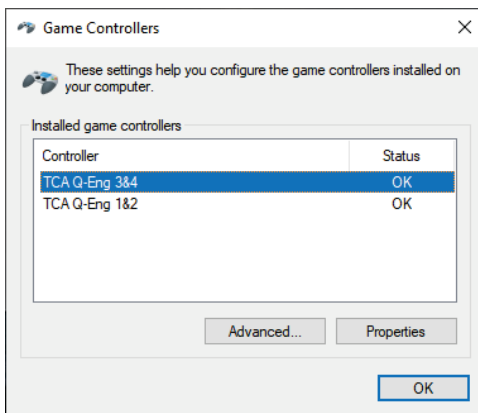 Game Controllers
These settings help you configure the game controllers installed on
your computer.
Installed game controllers
Controller Status
TCA Q-Eng 3&4 OK
TCA Q-Eng 1&2 OK
Advanced... Properties
OK